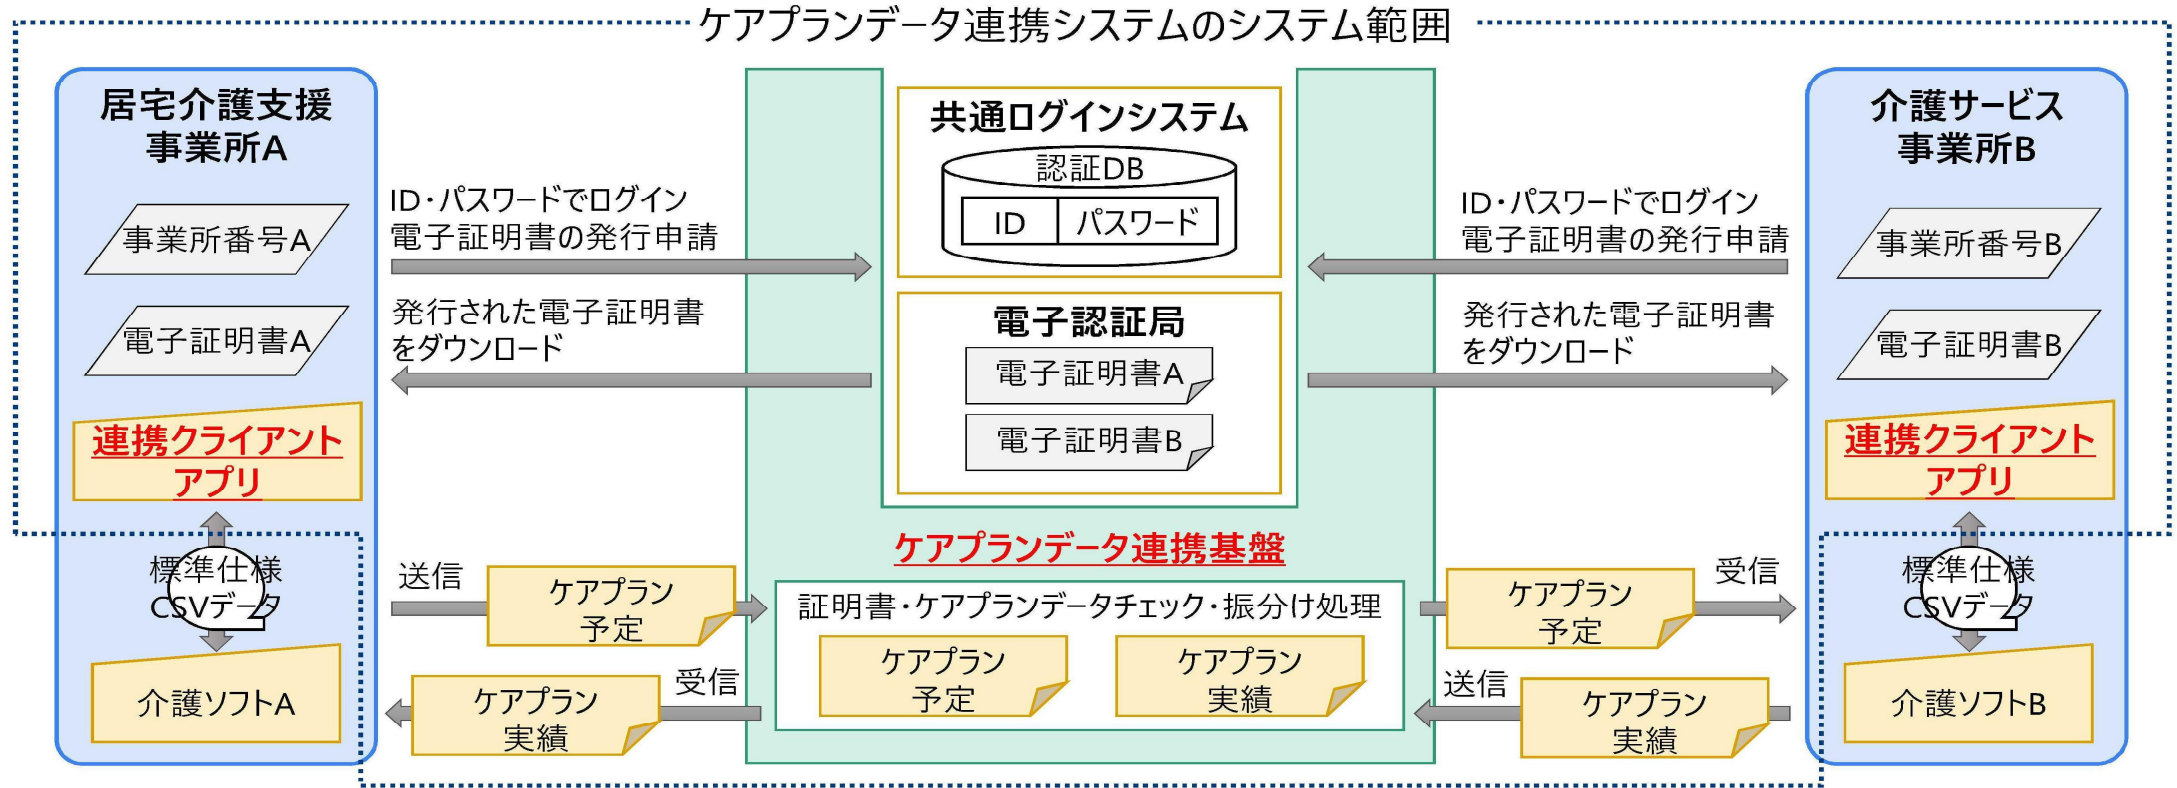 ケアプランデータ連携システムのシステム範囲
居宅介護支援
事業所A
事業所番号A
電子証明書A
連携クライアント
アプリ
標準仕様
CSVデータ
介護ソフトA
ID・パスワードでログイン
電子証明書の発行申請
発行された電子証明書
をダウンロード
送信
ケアプラン
予定
受信
ケアプラン
実績
共通ログインシステム
認証DB
ID
パスワード
電子認証局
電子証明書A
電子証明書B
ケアプランデータ連携基盤
証明書・ケアプランデータチェック・振分け処理
ケアプラン
予定
ケアプラン
実績
ID・パスワードでログイン
電子証明書の発行申請
発行された電子証明書
をダウンロード
ケアプラン
予定
受信
送信
ケアプラン
実績
介護サービス
事業所B
事業所番号B
電子証明書B
連携クライアント
アプリ
標準仕様
CSVデータ
介護ソフトB